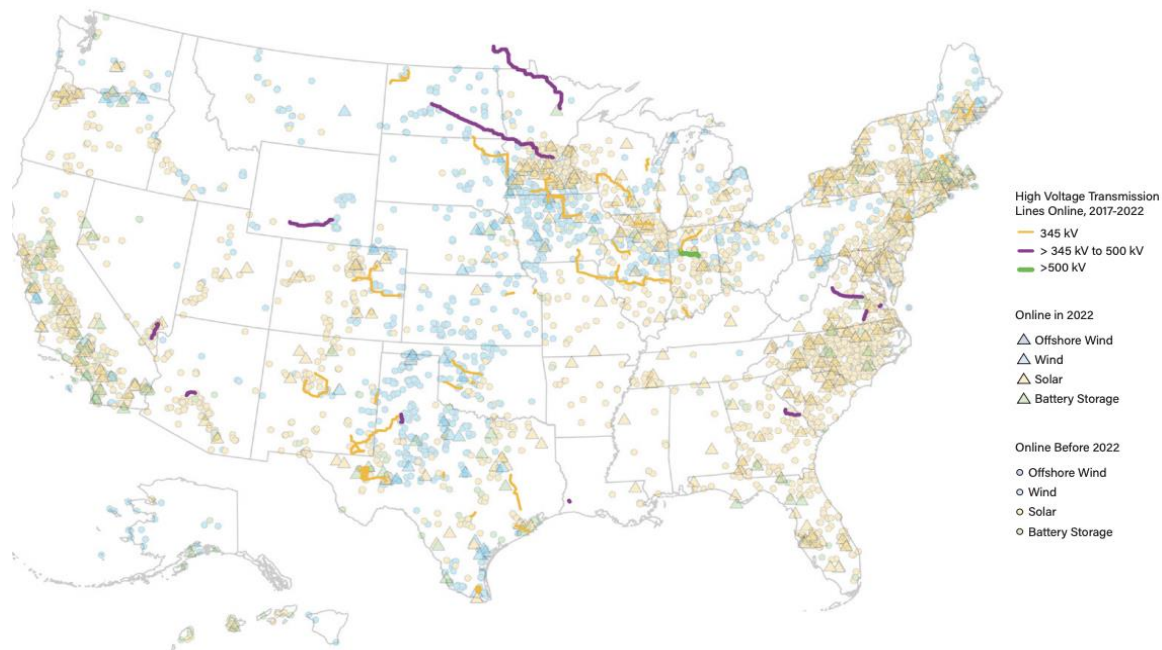 High Voltage Transmission
Lines Online, 2017-2022
345 kV
> 345 kV to 500 kV
>500 kV
Online in 2022
Offshore Wind
Wind
Solar
Battery Storage
Online Before 2022
Offshore Wind
Wind
Solar
Battery Storage